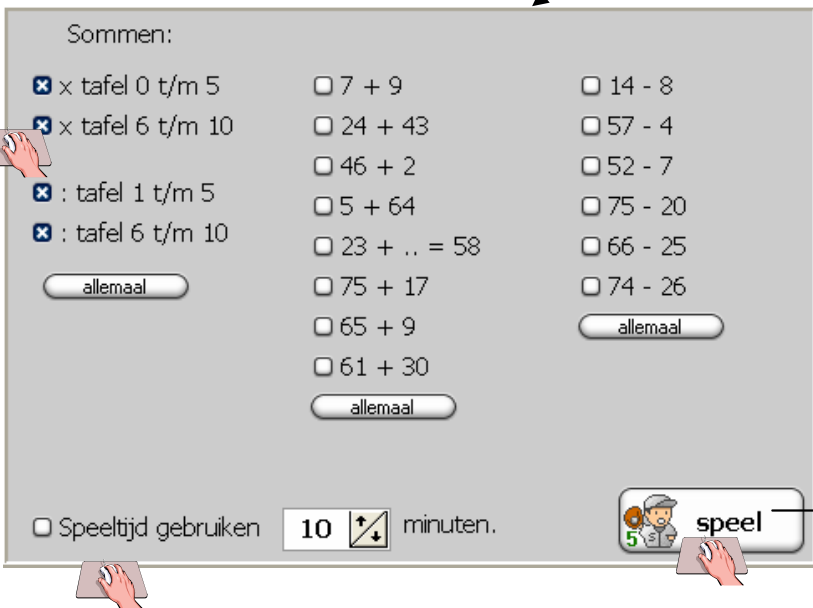 Sommen:
x tafel 0 t/m 5
x tafel 6 t/m 10
: tafel 1 t/m 5
: tafel 6 t/m 10
allemaal
7 + 9
24 + 43
46 + 2
5 + 64
23 + .. = 58
75 + 17
65 + 9
61 + 30
allemaal
14 - 8
57 - 4
52 - 7
75 - 20
66 - 25
74 - 26
allemaal
Speeltijd gebruiken 10 minuten.
5 speel